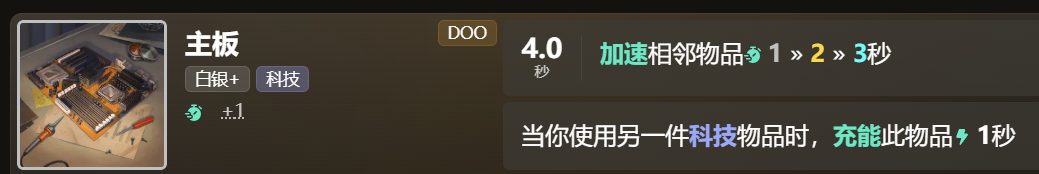 主板
DOO
白银+ 科技
+1
4.0
秒
加速相邻物品 1 » 2 » 3秒
当你使用另一件科技物品时，充能此物品 1秒